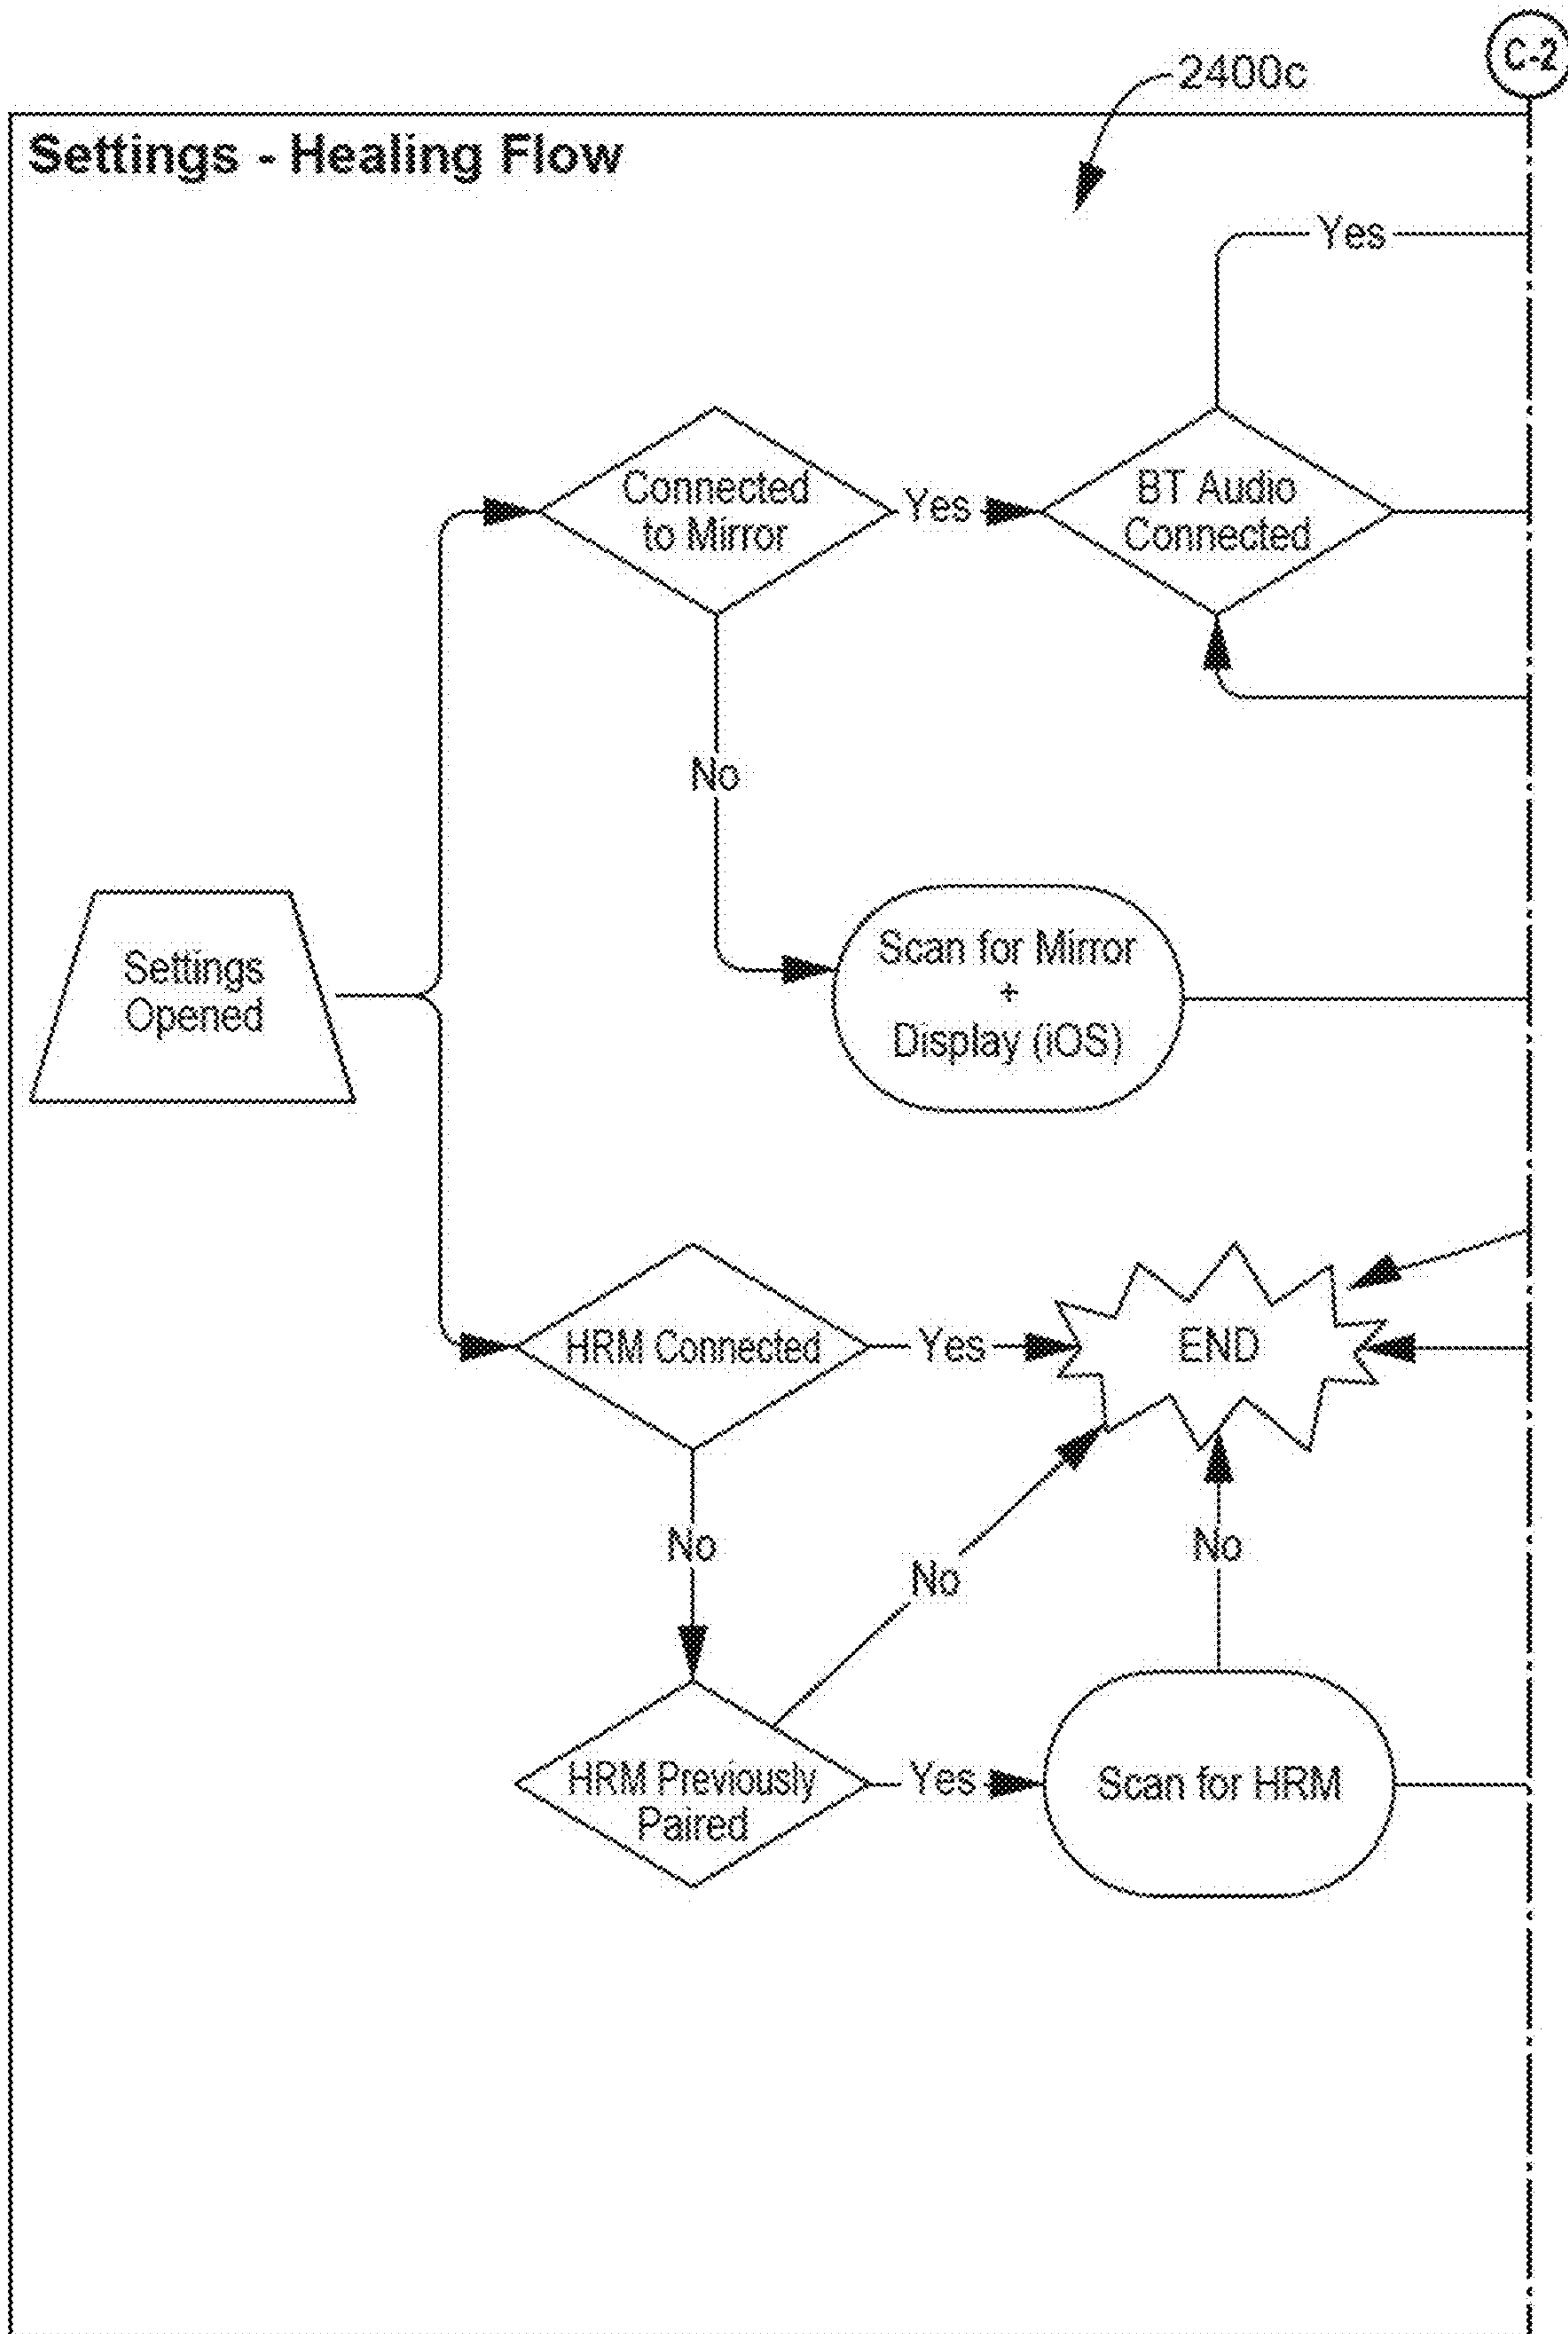 C-2
2400c
Settings - Healing Flow
Yes
Connected
to Mirror
Yes
BT Audio
Connected
No
Settings
Opened
Scan for Mirror
+
Display (iOS)
HRM Connected
Yes
END
No
No
No
HRM Previously
Paired
Yes
Scan for HRM